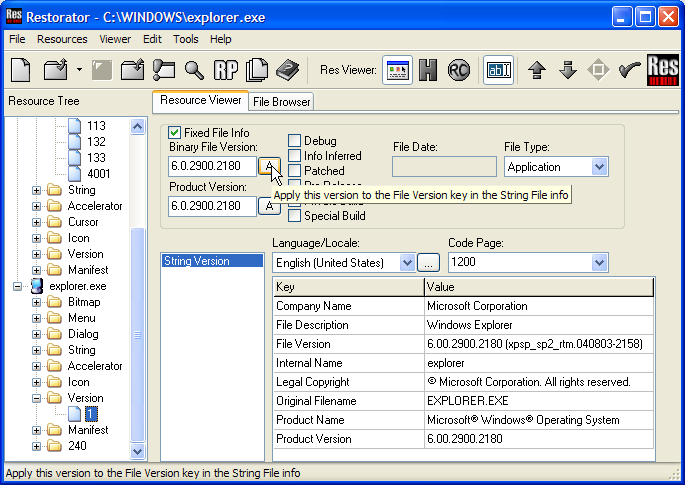 Restorator - C:\WINDOWS\explorer.exe
File Resources Viewer Edit Tools Help
RP Res Viewer: H RC ab Res
Resource Tree
Resource Viewer File Browser
113
132
133
4001
String
Accelerator
Cursor
Icon
Version
Manifest
explorer.exe
Bitmap
Menu
Dialog
String
Accelerator
Icon
Version
1
Manifest
240
Fixed File Info
Binary File Version:
6.0.2900.2180 A
Product Version:
6.0.2900.2180 A
Debug
Info Inferred
Patched
Special Build
File Date:
File Type:
Application
Apply this version to the File Version key in the String File info
String Version
Language/Locale:
English (United States) ...
Code Page:
1200
Key Value
Company Name Microsoft Corporation
File Description Windows Explorer
File Version 6.00.2900.2180 (xpsp_sp2_rtm.040803-2158)
Internal Name explorer
Legal Copyright © Microsoft Corporation. All rights reserved.
Original Filename EXPLORER.EXE
Product Name Microsoft® Windows® Operating System
Product Version 6.00.2900.2180
Apply this version to the File Version key in the String File info